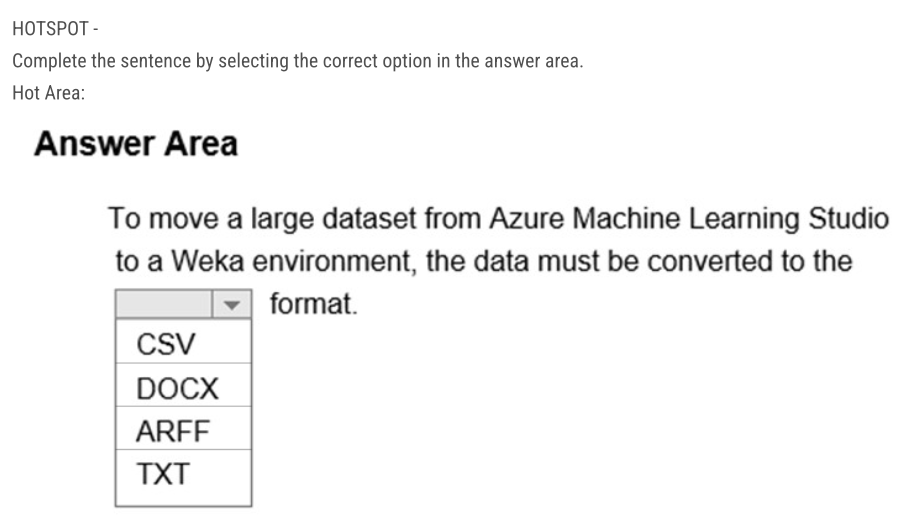 HOTSPOT -
Complete the sentence by selecting the correct option in the answer area.
Hot Area:
Answer Area
To move a large dataset from Azure Machine Learning Studio
to a Weka environment, the data must be converted to the
format.
CSV
DOCX
ARFF
TXT